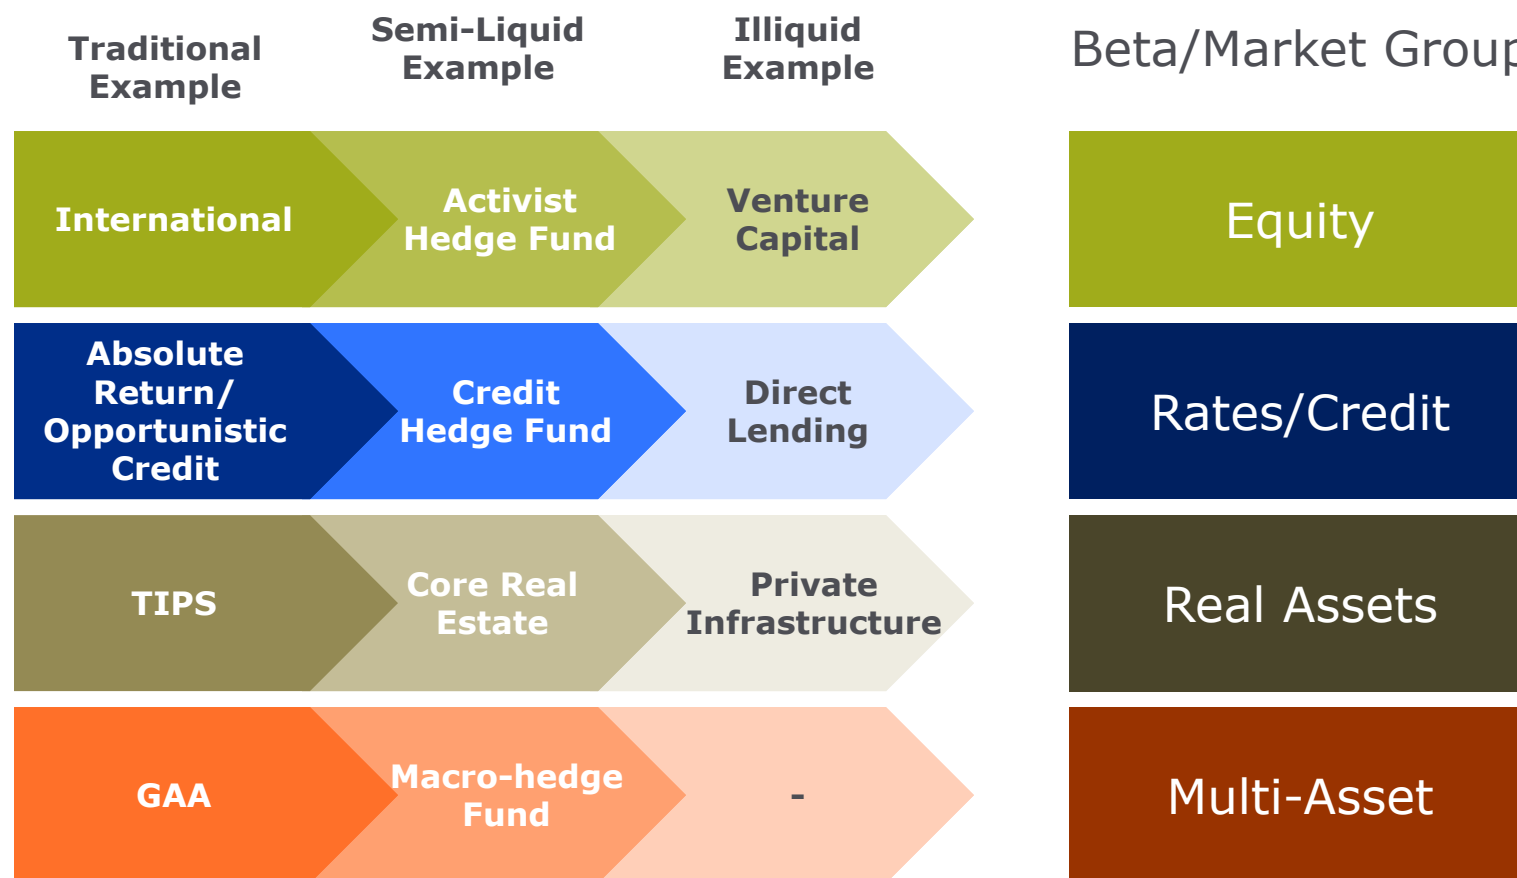 Traditional
Example
Semi-Liquid
Example
Illiquid
Example
Beta/Market Group
International
Activist
Hedge Fund
Venture
Capital
Equity
Absolute
Return/
Opportunistic
Credit
Credit
Hedge Fund
Direct
Lending
Rates/Credit
TIPS
Core Real
Estate
Private
Infrastructure
Real Assets
GAA
Macro-hedge
Fund
-
Multi-Asset